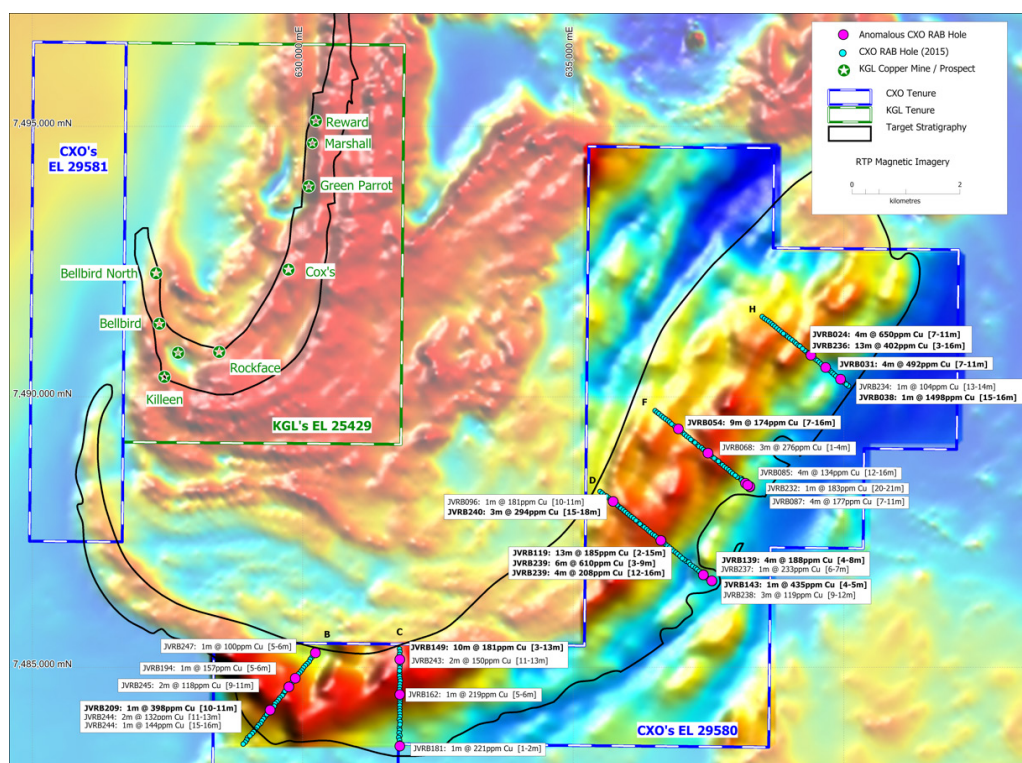 630,000 mE
635,000 mE
Anomalous CXO RAB Hole
CXO RAB Hole (2015)
KGL Copper Mine / Prospect
CXO Tenure
KGL Tenure
Target Stratigraphy
RTP Magnetic Imagery
0 2
kilometres
7,495,000 mN
Reward
Marshall
CXO's
EL 29581
Green Parrot
Bellbird North
Cox's
Bellbird
Rockface
Killeen
7,490,000 mN
KGL's EL 25429
H
JVRB024: 4m @ 650ppm Cu [7-11m]
JVRB236: 13m @ 402ppm Cu [3-16m]
JVRB031: 4m @ 492ppm Cu [7-11m]
JVRB234: 1m @ 104ppm Cu [13-14m]
JVRB038: 1m @ 1498ppm Cu [15-16m]
F
JVRB054: 9m @ 174ppm Cu [7-16m]
JVRB068: 3m @ 276ppm Cu [1-4m]
JVRB085: 4m @ 134ppm Cu [12-16m]
JVRB232: 1m @ 183ppm Cu [20-21m]
JVRB087: 4m @ 177ppm Cu [7-11m]
D
JVRB096: 1m @ 181ppm Cu [10-11m]
JVRB240: 3m @ 294ppm Cu [15-18m]
JVRB119: 13m @ 185ppm Cu [2-15m]
JVRB239: 6m @ 610ppm Cu [3-9m]
JVRB239: 4m @ 208ppm Cu [12-16m]
JVRB139: 4m @ 188ppm Cu [4-8m]
JVRB237: 1m @ 233ppm Cu [6-7m]
JVRB143: 1m @ 435ppm Cu [4-5m]
JVRB238: 3m @ 119ppm Cu [9-12m]
7,485,000 mN
B
C
JVRB247: 1m @ 100ppm Cu [5-6m]
JVRB149: 10m @ 181ppm Cu [3-13m]
JVRB243: 2m @ 150ppm Cu [11-13m]
JVRB194: 1m @ 157ppm Cu [5-6m]
JVRB245: 2m @ 118ppm Cu [9-11m]
JVRB162: 1m @ 219ppm Cu [5-6m]
JVRB209: 1m @ 398ppm Cu [10-11m]
JVRB244: 2m @ 132ppm Cu [11-13m]
JVRB244: 1m @ 144ppm Cu [15-16m]
JVRB181: 1m @ 221ppm Cu [1-2m]
CXO's EL 29580